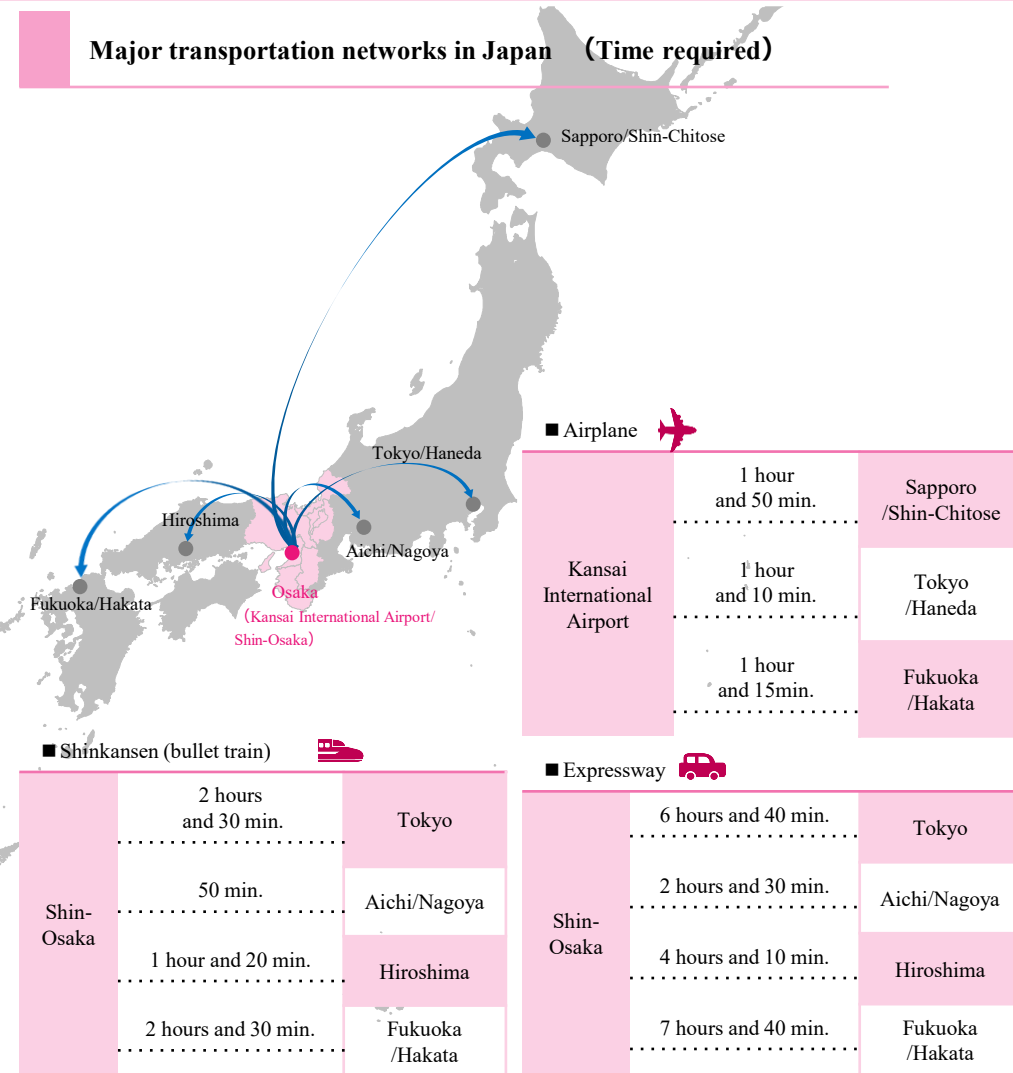 Major transportation networks in Japan （Time required）
Sapporo/Shin-Chitose
Tokyo/Haneda
Hiroshima
Aichi/Nagoya
Fukuoka/Hakata
Osaka
（Kansai International Airport/
Shin-Osaka）
■ Airplane
Kansai
International
Airport
1 hour
and 50 min.
Sapporo
/Shin-Chitose
1 hour
and 10 min.
Tokyo
/Haneda
1 hour
and 15min.
Fukuoka
/Hakata
■ Shinkansen (bullet train)
Shin-
Osaka
2 hours
and 30 min.
Tokyo
50 min.
Aichi/Nagoya
1 hour and 20 min.
Hiroshima
2 hours and 30 min.
Fukuoka
/Hakata
■ Expressway
Shin-
Osaka
6 hours and 40 min.
Tokyo
2 hours and 30 min.
Aichi/Nagoya
4 hours and 10 min.
Hiroshima
7 hours and 40 min.
Fukuoka
/Hakata